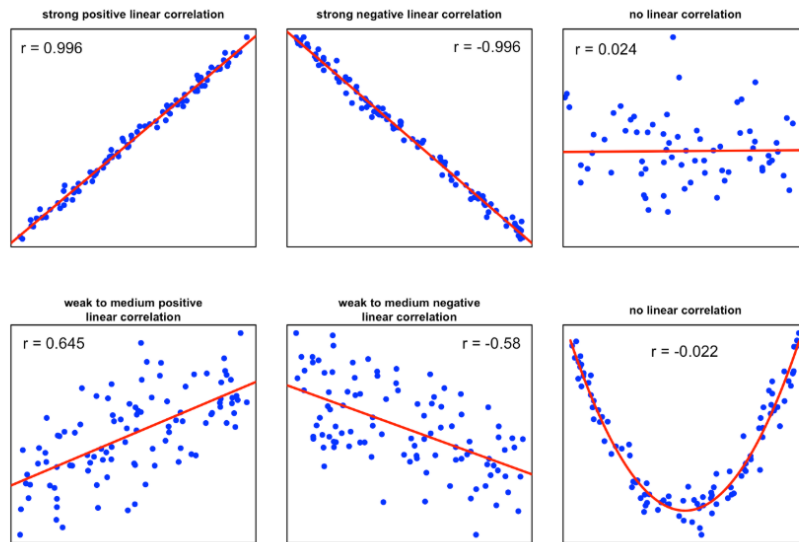 strong positive linear correlation
strong negative linear correlation
no linear correlation
r = 0.996
r = -0.996
r = 0.024
weak to medium positive
linear correlation
weak to medium negative
linear correlation
no linear correlation
r = 0.645
r = -0.58
r = -0.022